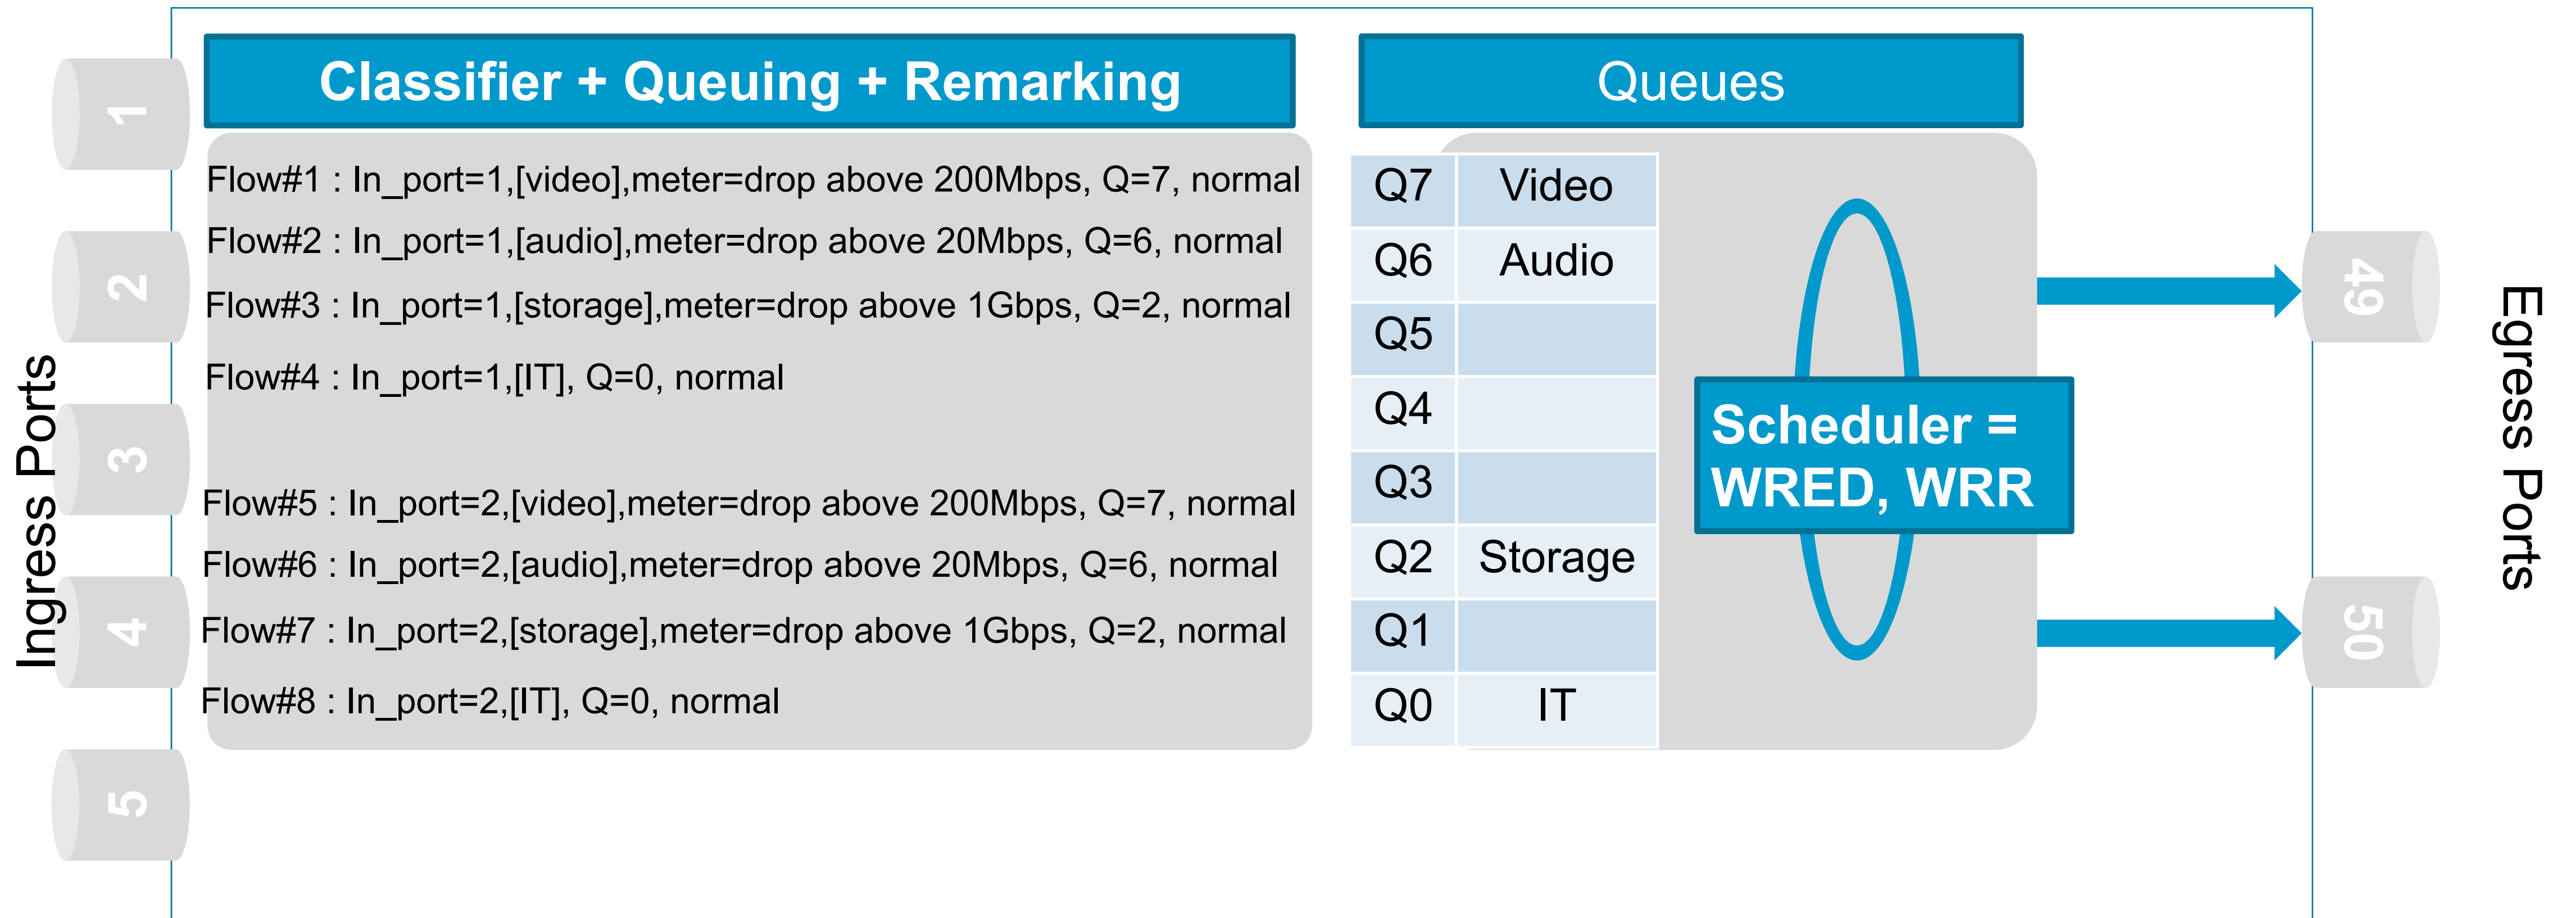 Ingress Ports
1
2
3
4
5
Classifier + Queuing + Remarking
Flow#1 : In_port=1,[video],meter=drop above 200Mbps, Q=7, normal
Flow#2 : In_port=1,[audio],meter=drop above 20Mbps, Q=6, normal
Flow#3 : In_port=1,[storage],meter=drop above 1Gbps, Q=2, normal
Flow#4 : In_port=1,[IT], Q=0, normal
Flow#5 : In_port=2,[video],meter=drop above 200Mbps, Q=7, normal
Flow#6 : In_port=2,[audio],meter=drop above 20Mbps, Q=6, normal
Flow#7 : In_port=2,[storage],meter=drop above 1Gbps, Q=2, normal
Flow#8 : In_port=2,[IT], Q=0, normal
Queues
Q7 Video
Q6 Audio
Q5
Q4
Q3
Q2 Storage
Q1
Q0 IT
Scheduler =
WRED, WRR
49
50
Egress Ports